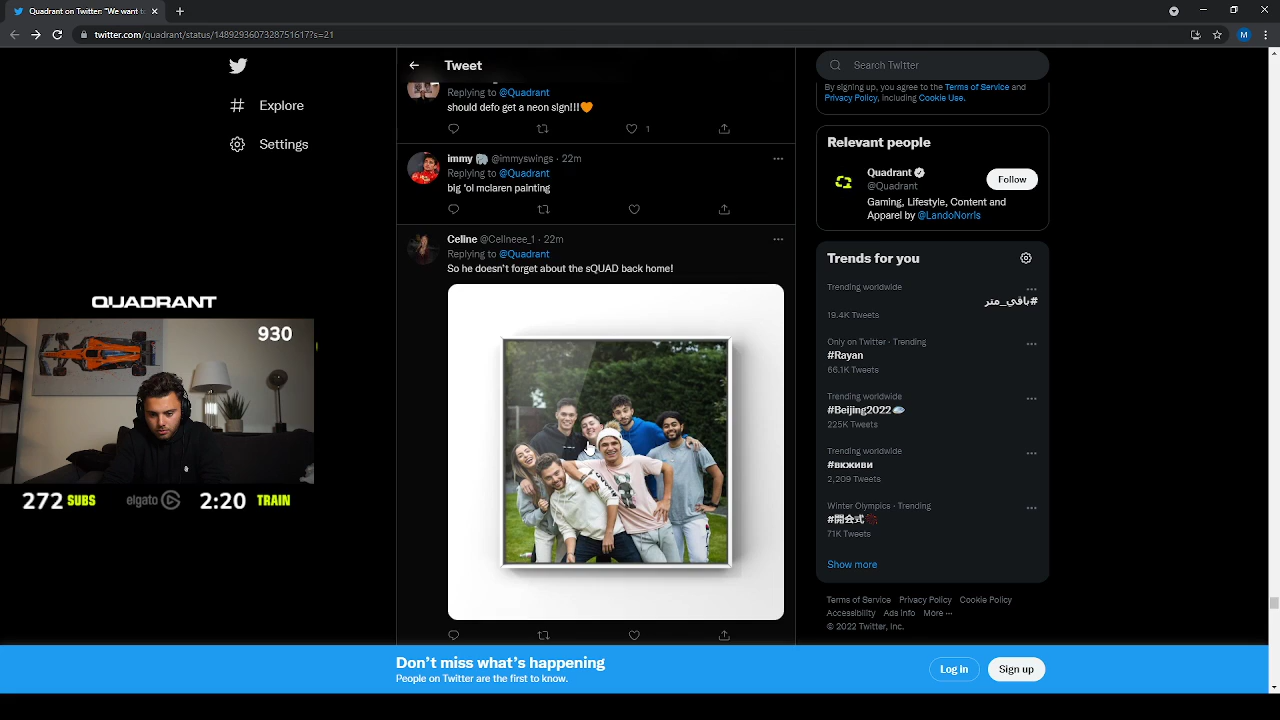 Quadrant on Twitter: "We want to
twitter.com/quadrant/status/1489293607328751617?s=21
M
Explore
Settings
Tweet
Replying to @Quadrant
should defo get a neon sign!!!🧡
1
immy 🐘 @immyswings · 22m
Replying to @Quadrant
big 'ol mclaren painting
Celine @Celineee_1 · 22m
Replying to @Quadrant
So he doesn't forget about the sQUAD back home!
Search Twitter
By signing up, you agree to the Terms of Service and
Privacy Policy, including Cookie Use.
Relevant people
Quadrant
@Quadrant
Follow
Gaming, Lifestyle, Content and
Apparel by @LandoNorris
Trends for you
Trending worldwide
#باقي_متر
19.4K Tweets
Only on Twitter · Trending
#Rayan
66.1K Tweets
Trending worldwide
#Beijing2022
225K Tweets
Trending worldwide
#вкживи
2,209 Tweets
Winter Olympics · Trending
#開会式
71K Tweets
Show more
Terms of Service Privacy Policy Cookie Policy
Accessibility Ads info More ···
© 2022 Twitter, Inc.
QUADRANT
930
272 SUBS elgato 2:20 TRAIN
Don't miss what's happening
People on Twitter are the first to know.
Log in
Sign up